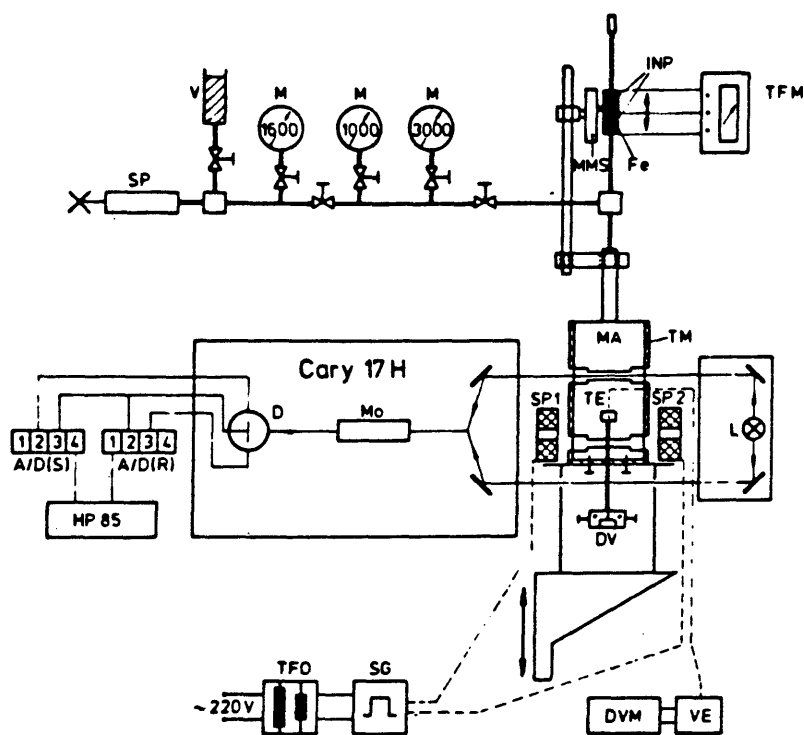 INP
TFM
V
M
M
M
1600
1000
3000
MMS
Fe
SP
MA
TM
Cary 17H
SP1
TE
SP2
D
Mo
L
1 2 3 4
1 2 3 4
A/D(S)
A/D(R)
HP 85
DV
TFO
SG
~220V
DVM
VE